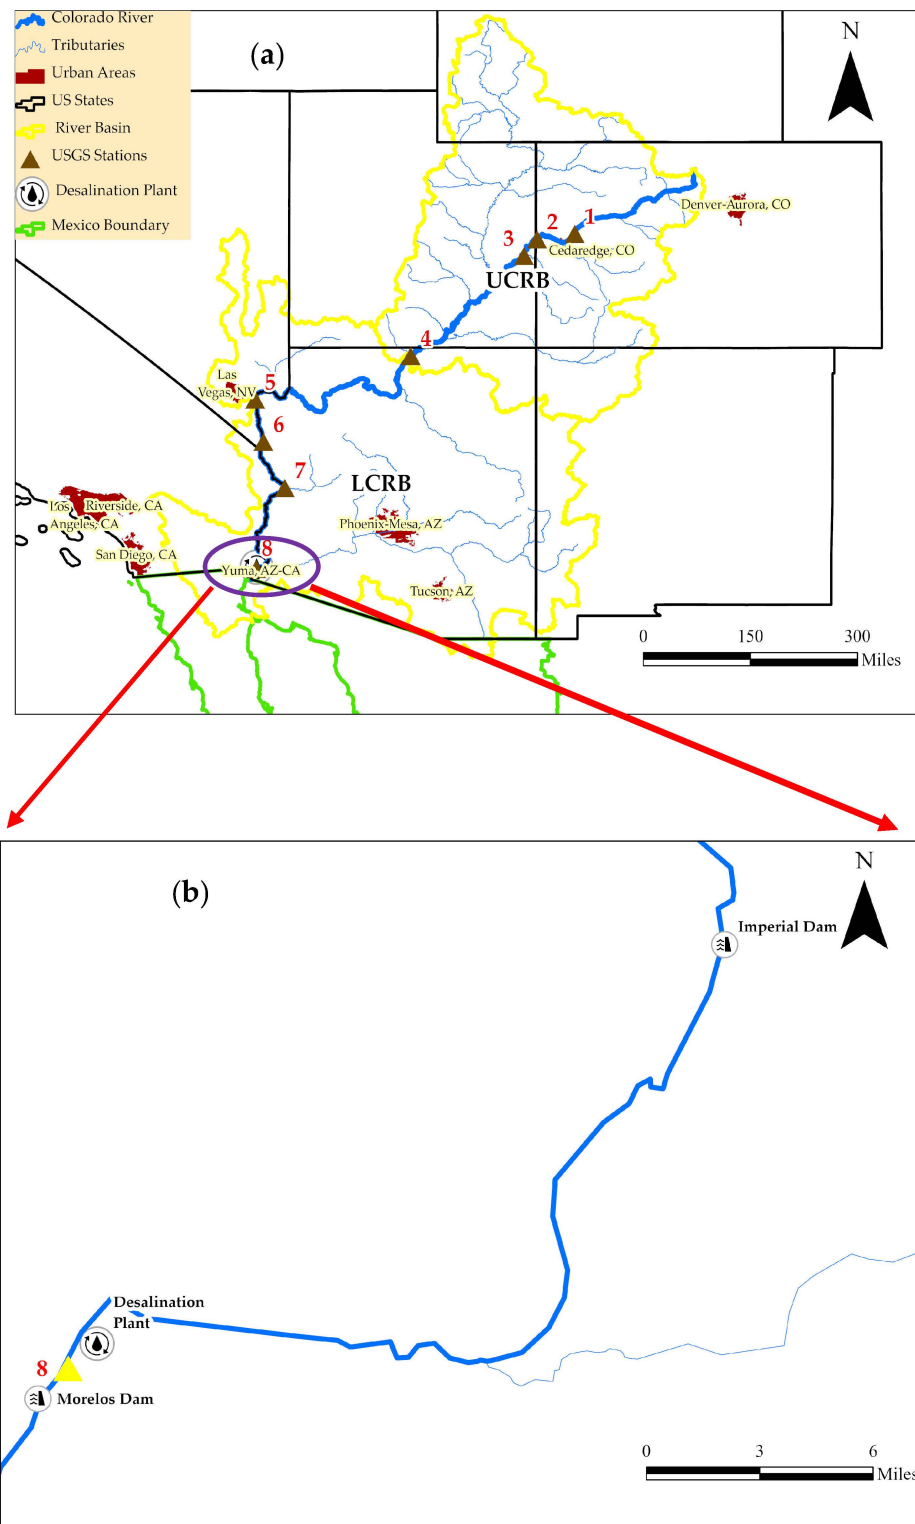 Colorado River
Tributaries
Urban Areas
US States
River Basin
USGS Stations
Desalination Plant
Mexico Boundary
(a)
N
Denver-Aurora, CO
1
2
3
Cedaredge, CO
UCRB
4
Las
Vegas, NV
5
6
7
LCRB
Los
Angeles, CA
Riverside, CA
San Diego, CA
Phoenix-Mesa, AZ
8
Yuma, AZ-CA
Tucson, AZ
0 150 300
Miles
(b)
N
Imperial Dam
Desalination
Plant
8
Morelos Dam
0 3 6
Miles